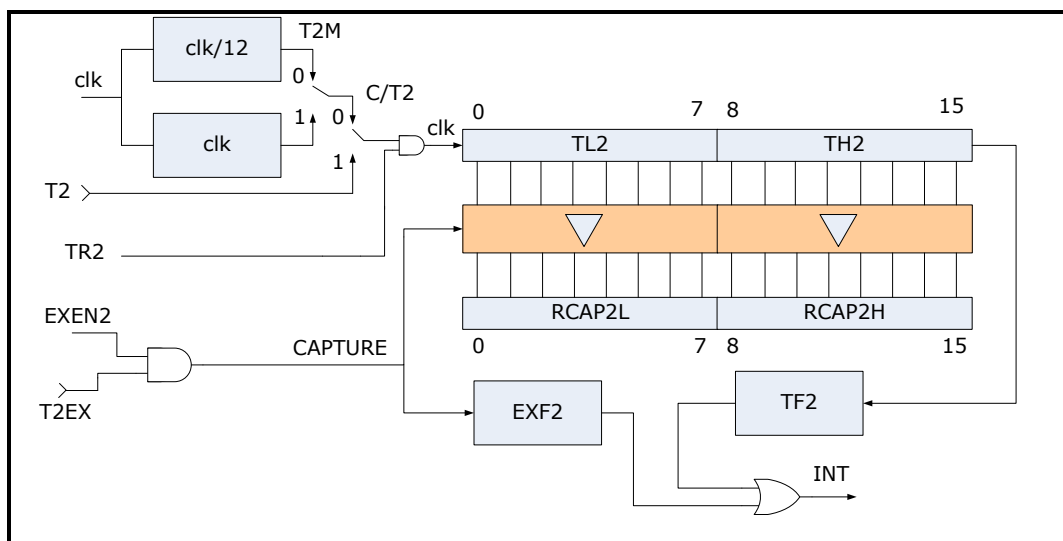 T2M
clk/12
clk
0
C/T2
1
0
clk
clk
1
T2
TR2
0
7
8
15
TL2
TH2
RCAP2L
RCAP2H
0
7
8
15
EXEN2
T2EX
CAPTURE
EXF2
TF2
INT